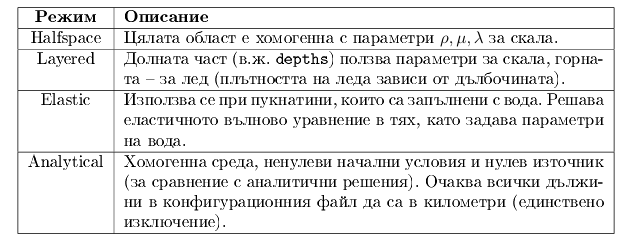 Режим Описание
Halfspace Цялата област е хомогенна с параметри ρ, μ, λ за скала.
Layered Долната част (в.ж. depths) ползва параметри за скала, горна-
та – за лед (плътността на леда зависи от дълбочината).
Elastic Използва се при пукнатини, които са запълнени с вода. Решава
еластичното вълново уравнение в тях, като задава параметри
на вода.
Analytical Хомогенна среда, ненулеви начални условия и нулев източник
(за сравнение с аналитични решения). Очаква всички дължи-
ни в конфигурационния файл да са в километри (единствено
изключение).